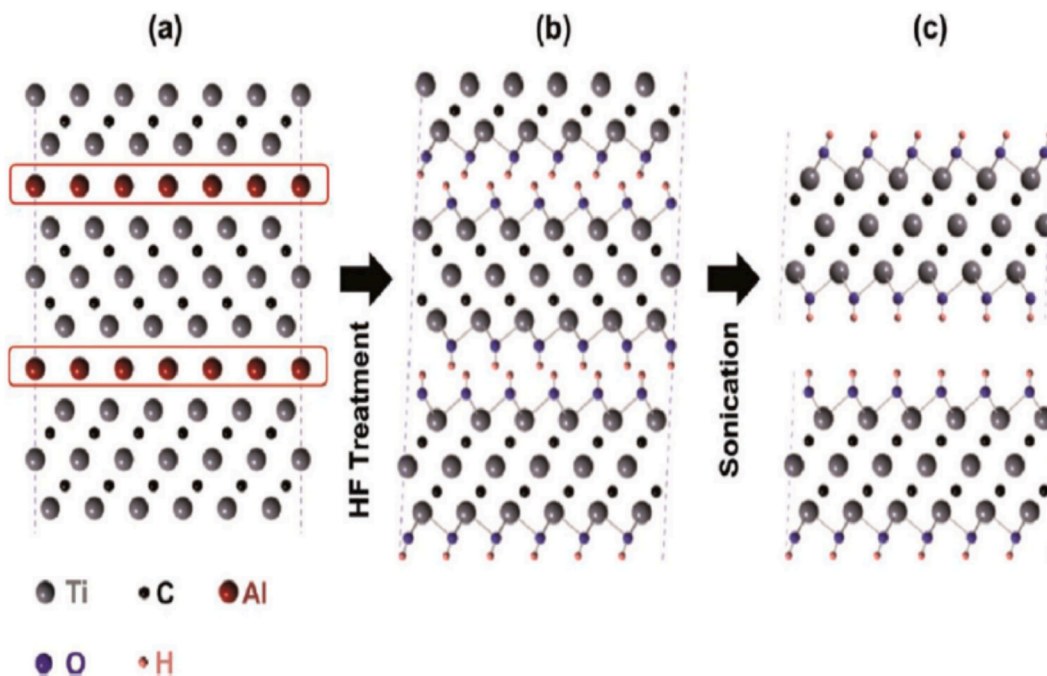 (a)
(b)
(c)
HF Treatment
Sonication
Ti
C
Al
O
H